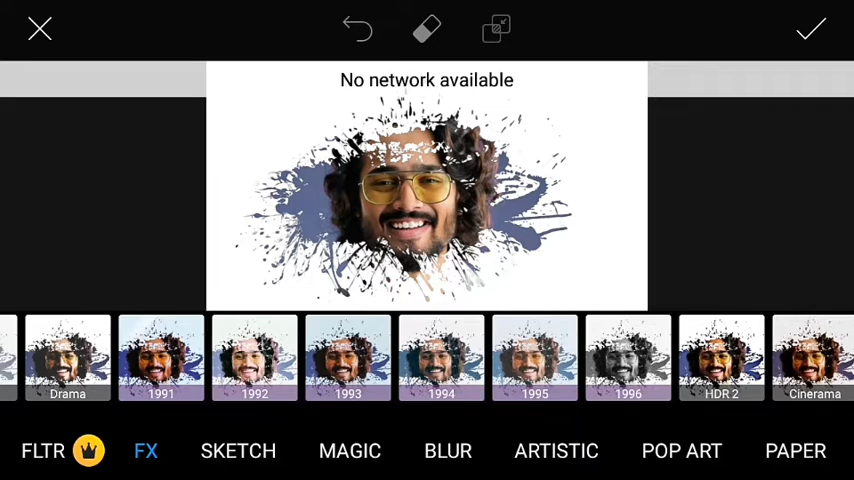 No network available
Drama 1991 1992 1993 1994 1995 1996 HDR 2 Cinerama
FLTR FX SKETCH MAGIC BLUR ARTISTIC POP ART PAPER